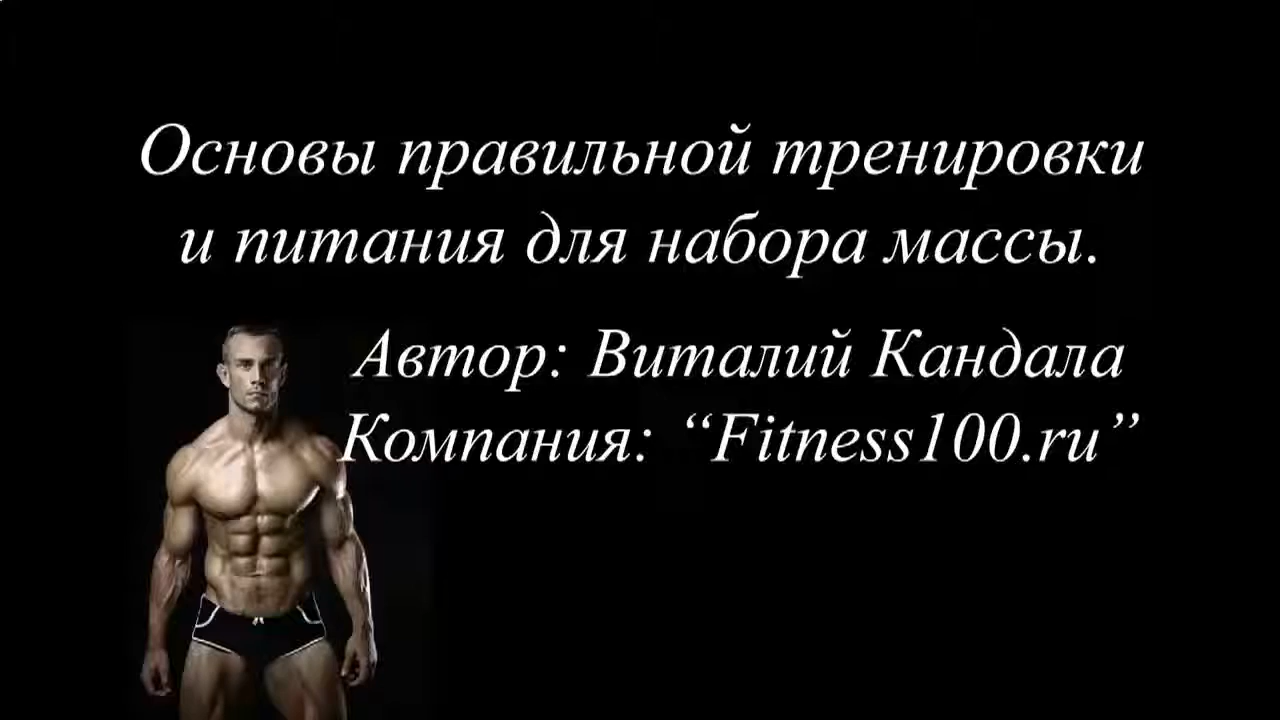 Основы правильной тренировки
и питания для набора массы.
Автор: Виталий Кандала
Компания: “Fitness100.ru”